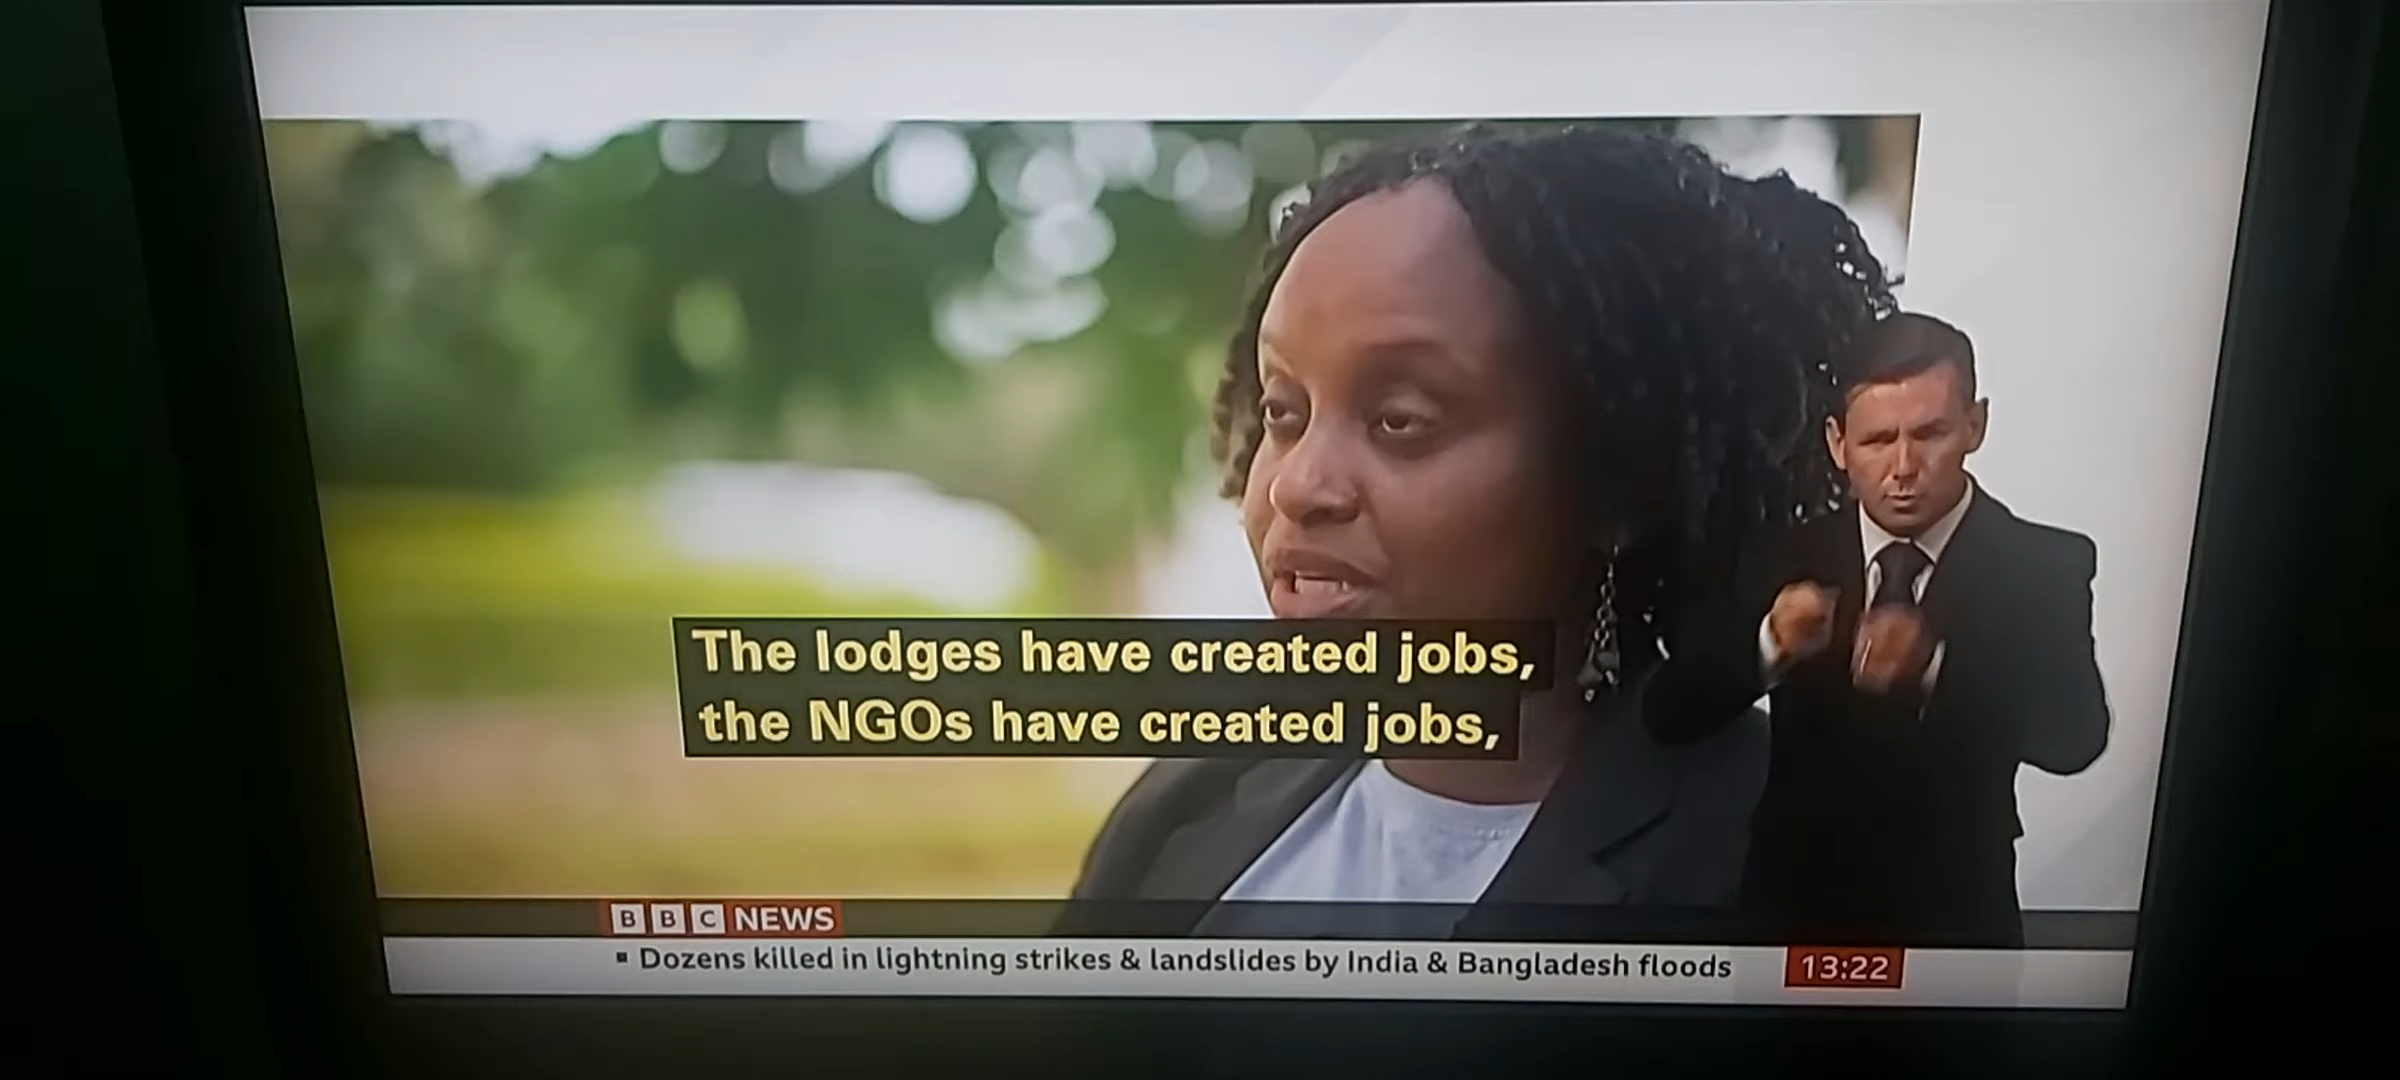 The lodges have created jobs,
the NGOs have created jobs,
BBC NEWS
▪ Dozens killed in lightning strikes & landslides by India & Bangladesh floods
13:22